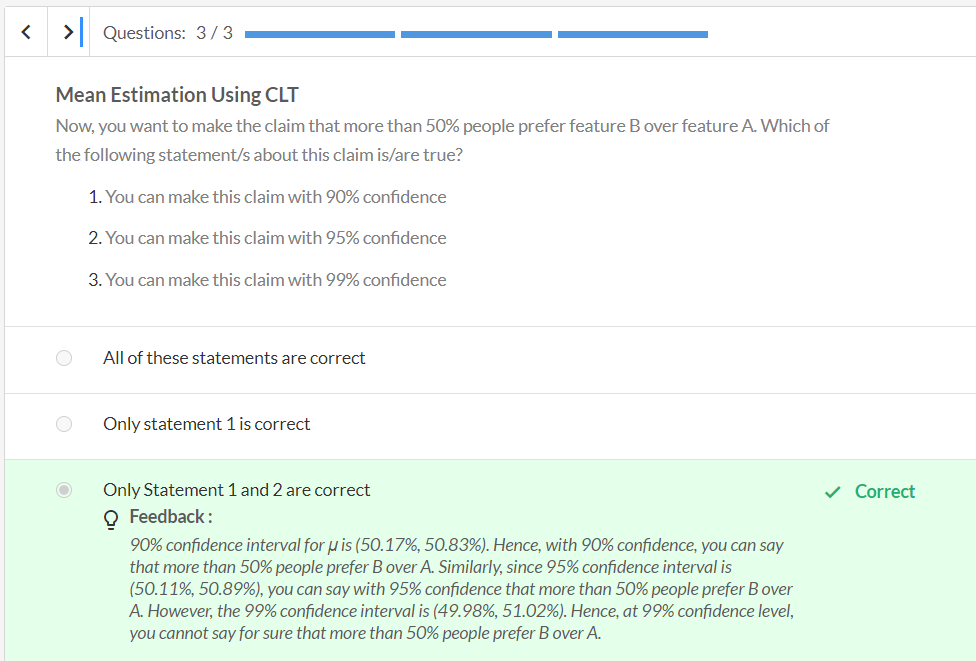 Questions: 3 / 3
Mean Estimation Using CLT
Now, you want to make the claim that more than 50% people prefer feature B over feature A. Which of
the following statement/s about this claim is/are true?
1. You can make this claim with 90% confidence
2. You can make this claim with 95% confidence
3. You can make this claim with 99% confidence
All of these statements are correct
Only statement 1 is correct
Only Statement 1 and 2 are correct
Correct
Feedback :
90% confidence interval for μ is (50.17%, 50.83%). Hence, with 90% confidence, you can say
that more than 50% people prefer B over A. Similarly, since 95% confidence interval is
(50.11%, 50.89%), you can say with 95% confidence that more than 50% people prefer B over
A. However, the 99% confidence interval is (49.98%, 51.02%). Hence, at 99% confidence level,
you cannot say for sure that more than 50% people prefer B over A.